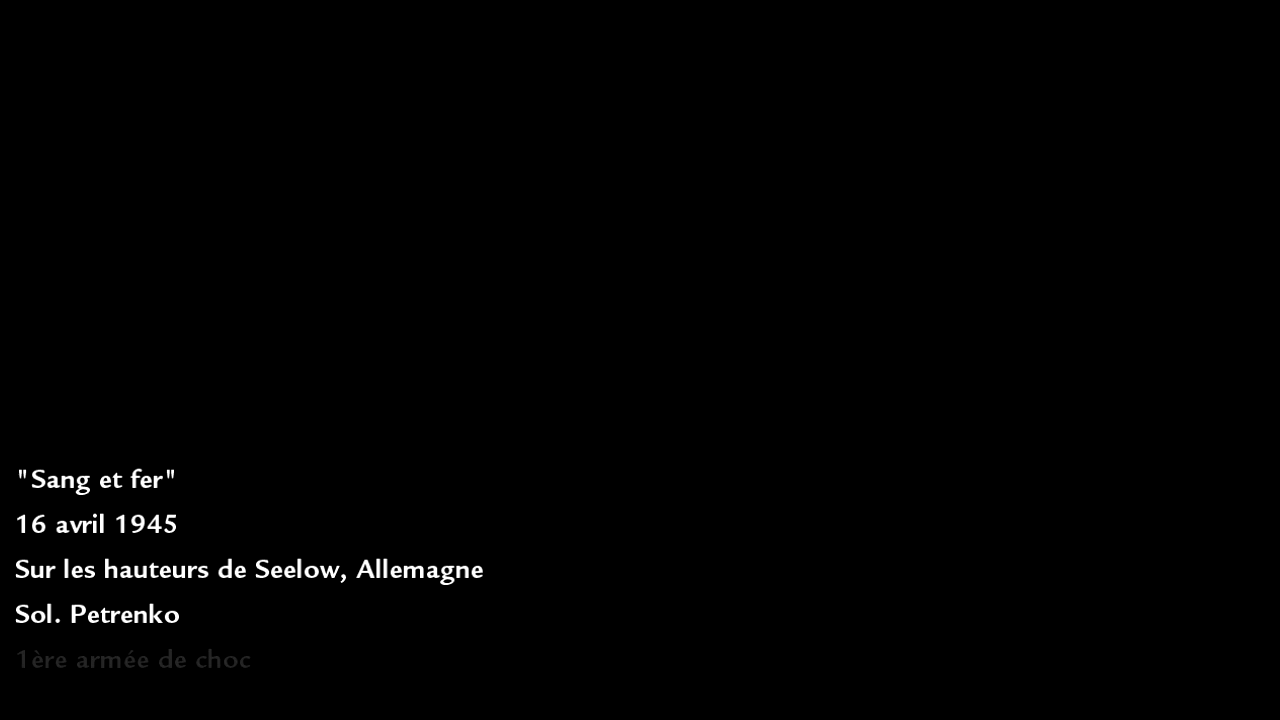 "Sang et fer"
16 avril 1945
Sur les hauteurs de Seelow, Allemagne
Sol. Petrenko
1ère armée de choc